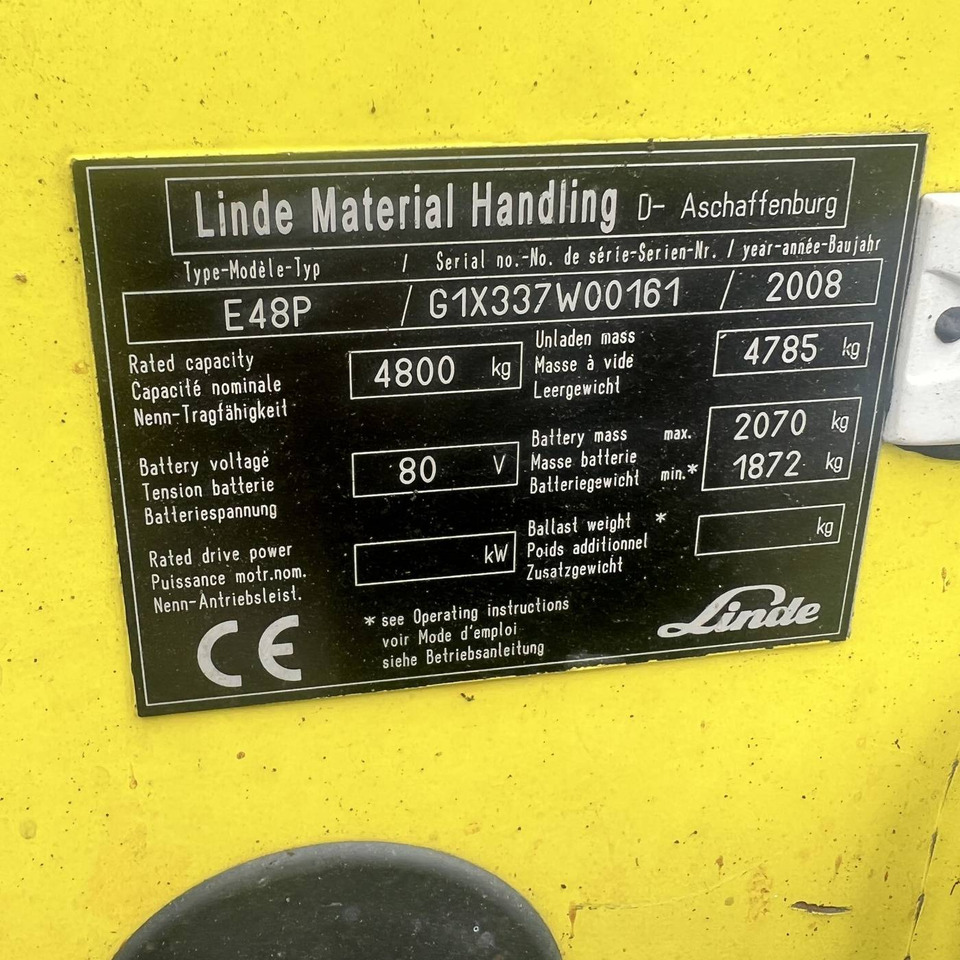 Linde Material Handling D- Aschaffenburg
Type-Modèle-Typ / Serial no.-No. de série-Serien-Nr. / year-année-Baujahr
E48P / G1X337W00161 / 2008
Rated capacity
Capacité nominale
Nenn-Tragfähigkeit
4800 kg
Unladen mass
Masse à vide
Leergewicht
4785 kg
Battery voltage
Tension batterie
Batteriespannung
80 V
Battery mass max. 2070 kg
Masse batterie
Batteriegewicht min.* 1872 kg
Rated drive power
Puissance motr.nom.
Nenn-Antriebsleist.
kW
Ballast weight *
Poids additionnel
Zusatzgewicht
kg
CE
* see Operating instructions
voir Mode d'emploi
siehe Betriebsanleitung
Linde